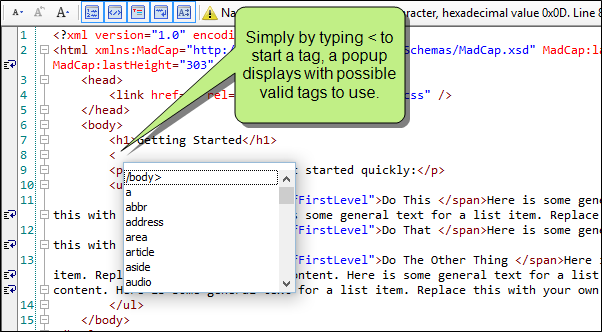 Na
racter, hexadecimal value 0x0D. Line 8
Simply by typing < to
start a tag, a popup
displays with possible
valid tags to use.
1 <?xml version="1.0" encodi
2 <html xmlns:MadCap="http:/ Schemas/MadCap.xsd" MadCap:la
MadCap:lastHeight="303"
3 <head>
4 <link href rel= css" />
5 </head>
6 <body>
7 <h1>Getting Started</h1>
8 <
9 <p t started quickly:</p>
10 <u
11 FirstLevel">Do This </span>Here is some gene
this with s some general text for a list item. Replace
12 FirstLevel">Do That </span>Here is some gene
this with
13 FirstLevel">Do The Other Thing </span>Here
item. Repl ontent. Here is some general text for a list
content. list item. Replace this with your own
14 </ul>
15 </body>
/body>
a
abbr
address
area
article
aside
audio